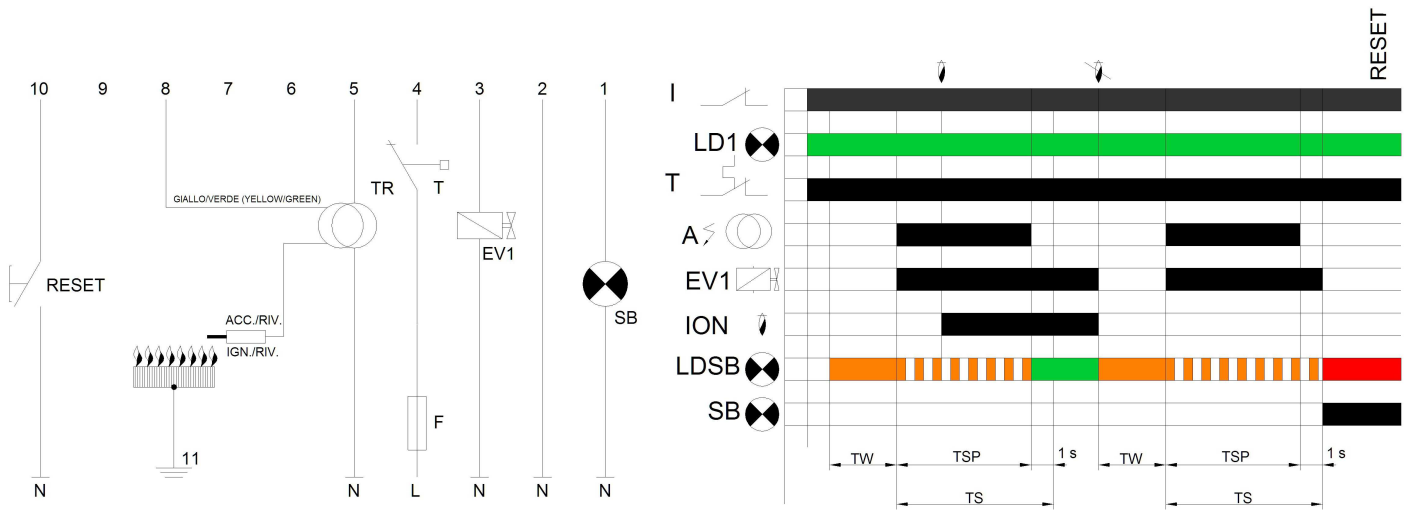 10 9 8 7 6 5 4 3 2 1
GIALLO/VERDE (YELLOW/GREEN)
TR T
EV1
RESET
SB
ACC./RIV.
IGN./RIV.
F
11
N N L N N N
RESET
I
LD1
T
A
EV1
ION
LDSB
SB
TW TSP 1 s TW TSP 1 s
TS TS